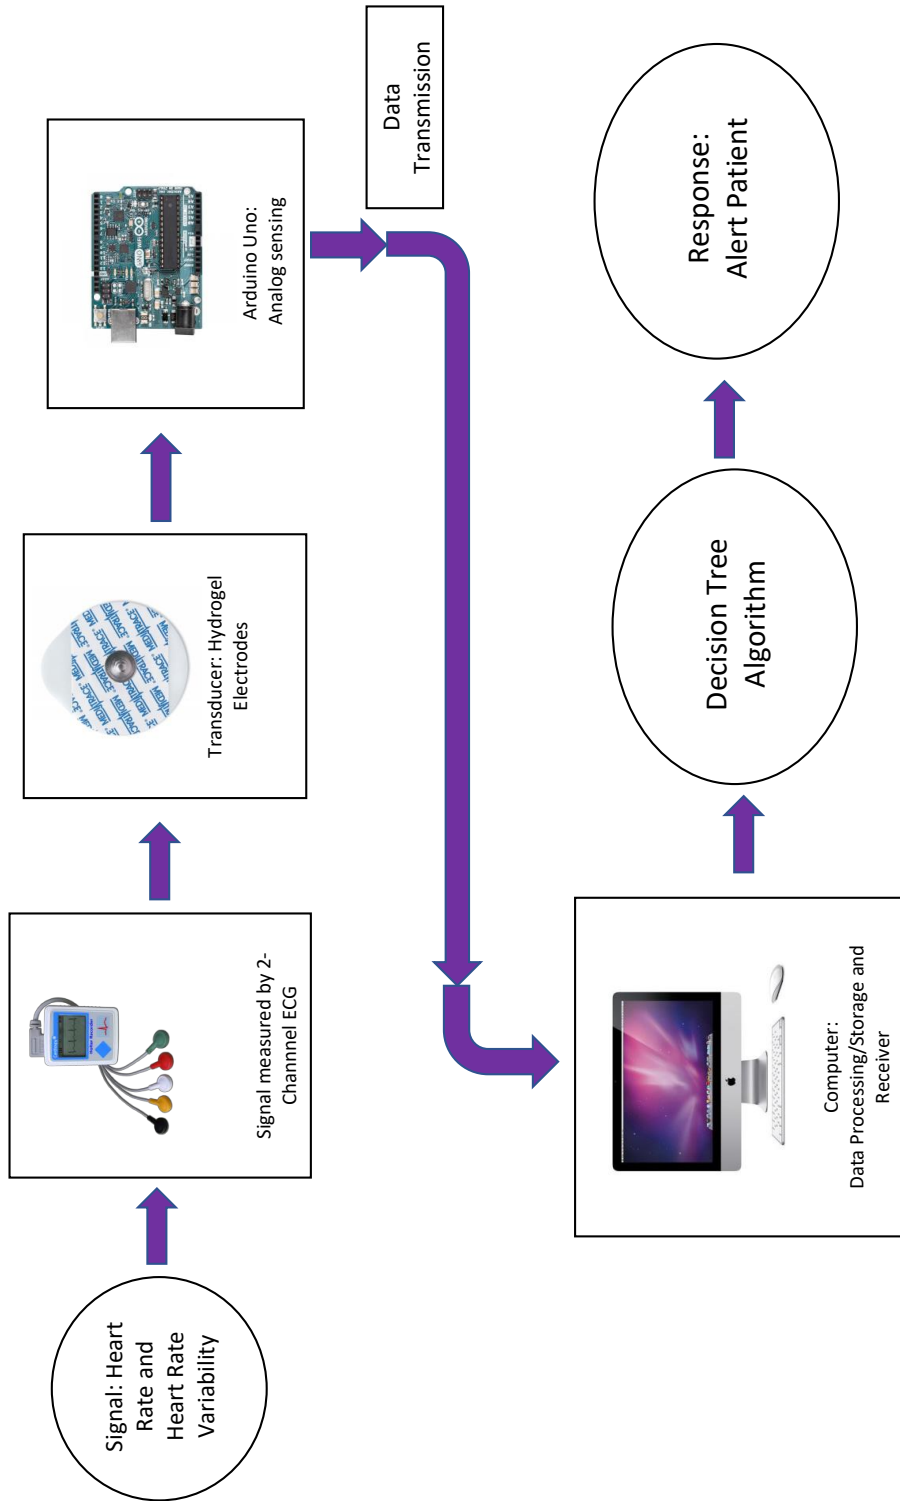 Signal: Heart
Rate and
Heart Rate
Variability
Signal measured by 2-
Channel ECG
Transducer: Hydrogel
Electrodes
Arduino Uno:
Analog sensing
Data
Transmission
Computer:
Data Processing/Storage and
Receiver
Decision Tree
Algorithm
Response:
Alert Patient